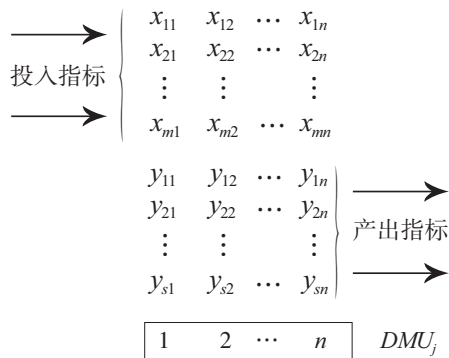 x₁₁ x₁₂ ⋯ x₁ₙ
x₂₁ x₂₂ ⋯ x₂ₙ
投入指标
⋮ ⋮ ⋮
xₘ₁ xₘ₂ ⋯ xₘₙ
y₁₁ y₁₂ ⋯ y₁ₙ
y₂₁ y₂₂ ⋯ y₂ₙ
产出指标
⋮ ⋮ ⋮
yₛ₁ yₛ₂ ⋯ yₛₙ
1 2 ⋯ n DMUⱼ